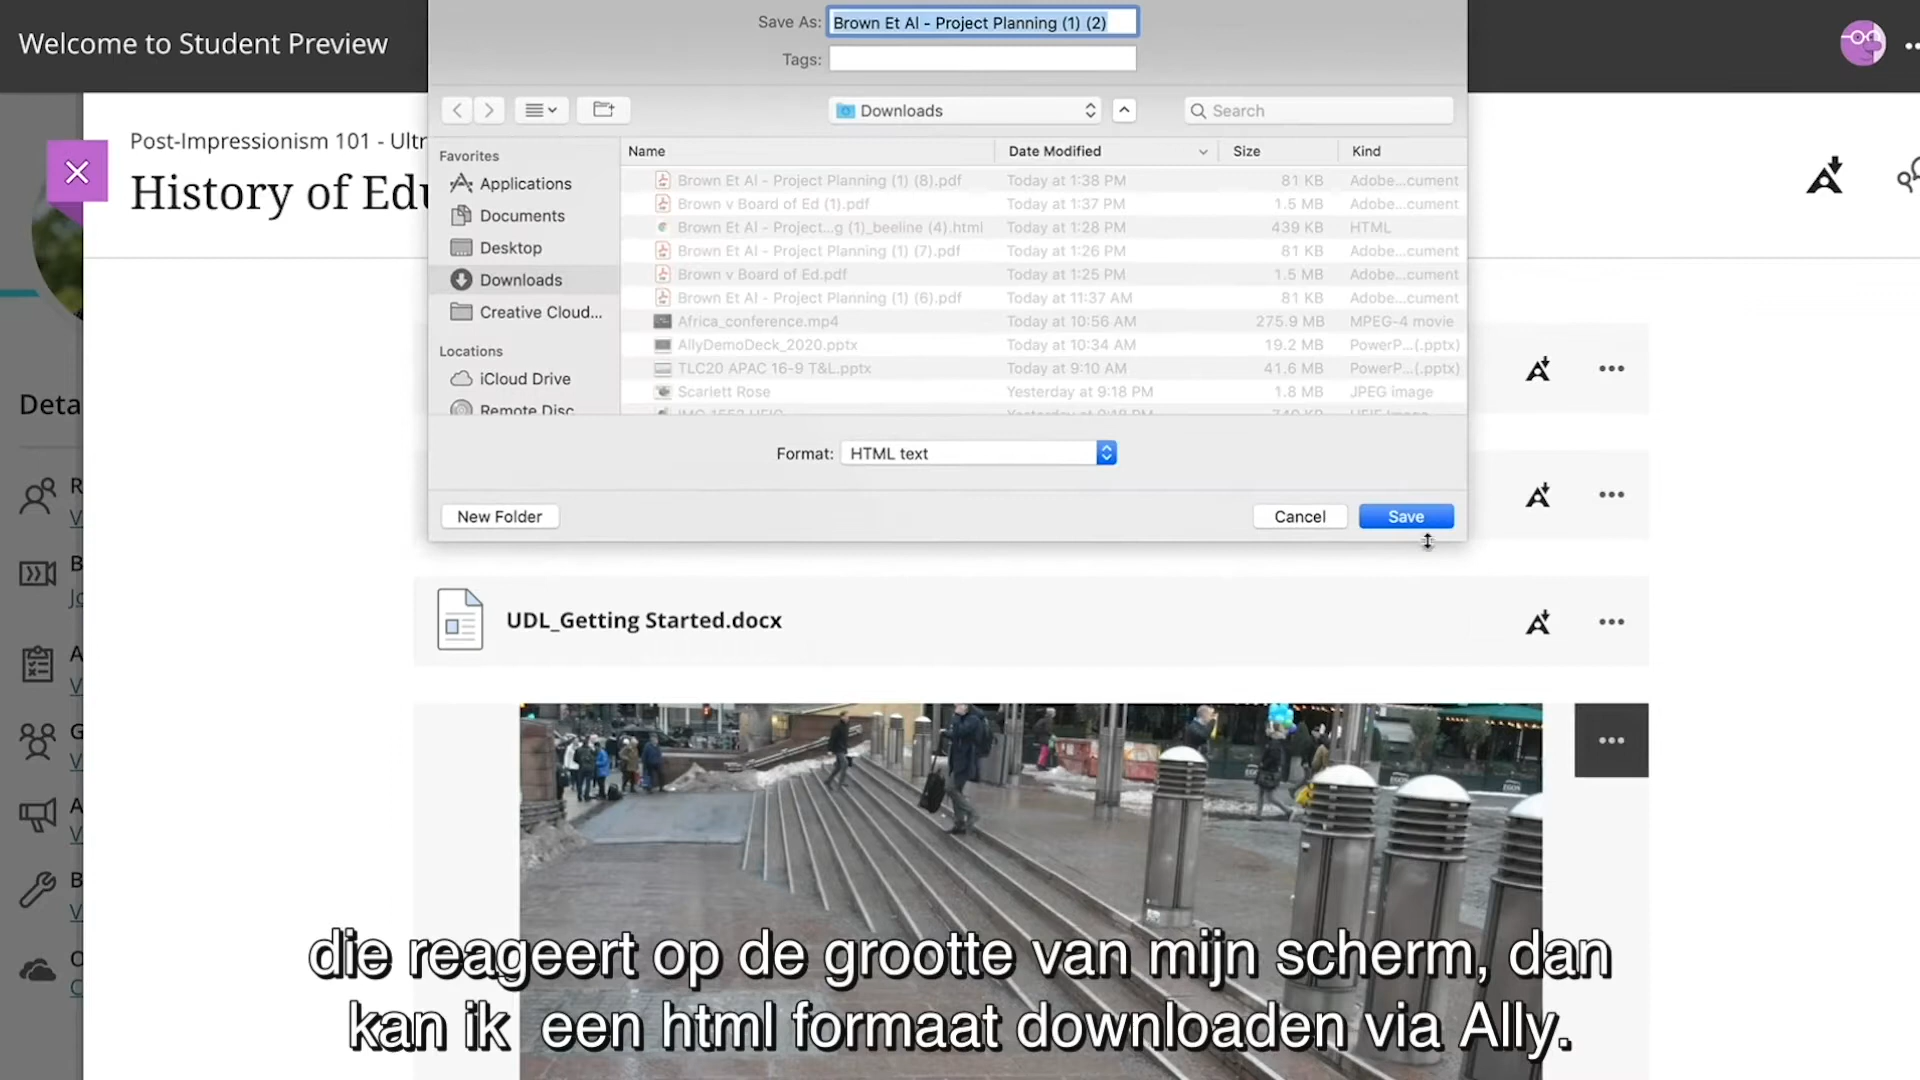 Welcome to Student Preview
Save As: Brown Et Al - Project Planning (1) (2)
Tags:
Downloads
Search
Post-Impressionism 101 - Ultr
History of Edu
Favorites
Applications
Documents
Desktop
Downloads
Creative Cloud...
Locations
iCloud Drive
Remote Disc
Name Date Modified Size Kind
Brown Et Al - Project Planning (1) (8).pdf Today at 1:38 PM 81 KB Adobe...cument
Brown v Board of Ed (1).pdf Today at 1:37 PM 1.5 MB Adobe...cument
Brown Et Al - Project...g (1)_beeline (4).html Today at 1:28 PM 439 KB HTML
Brown Et Al - Project Planning (1) (7).pdf Today at 1:26 PM 81 KB Adobe...cument
Brown v Board of Ed.pdf Today at 1:25 PM 1.5 MB Adobe...cument
Brown Et Al - Project Planning (1) (6).pdf Today at 11:37 AM 81 KB Adobe...cument
Africa_conference.mp4 Today at 10:56 AM 275.9 MB MPEG-4 movie
AllyDemoDeck_2020.pptx Today at 10:34 AM 19.2 MB PowerP...(.pptx)
TLC20 APAC 16-9 T&L.pptx Today at 9:10 AM 41.6 MB PowerP...(.pptx)
Scarlett Rose Yesterday at 9:18 PM 1.8 MB JPEG image
Format: HTML text
New Folder
Cancel
Save
Deta
R
V
B
Jo
A
V
G
V
A
V
B
V
O
C
UDL_Getting Started.docx
die reageert op de grootte van mijn scherm, dan
kan ik een html formaat downloaden via Ally.